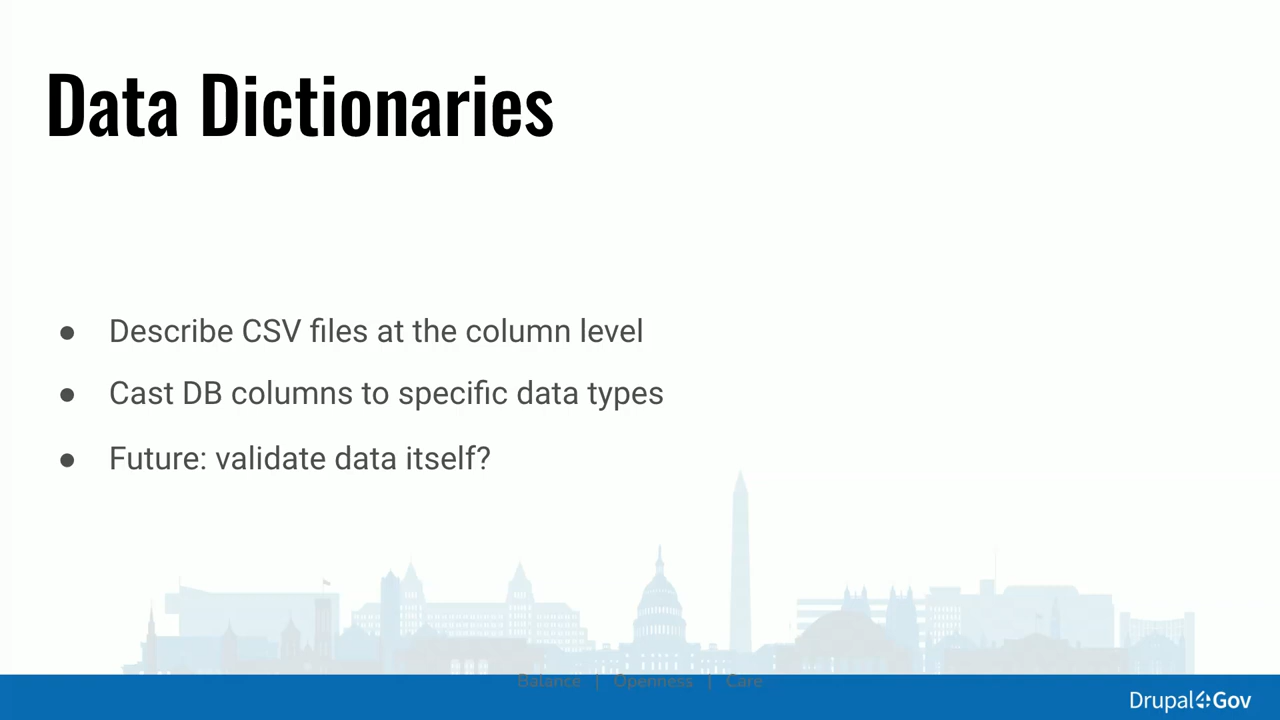 Data Dictionaries
● Describe CSV files at the column level
● Cast DB columns to specific data types
● Future: validate data itself?
Balance | Openness | Care
Drupal4Gov